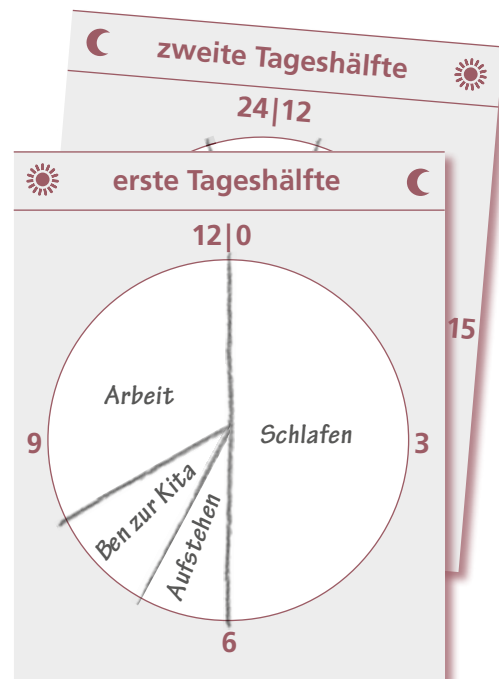 zweite Tageshälfte
24|12
15
erste Tageshälfte
12|0
Arbeit
Schlafen
9
3
Ben zur Kita
Aufstehen
6